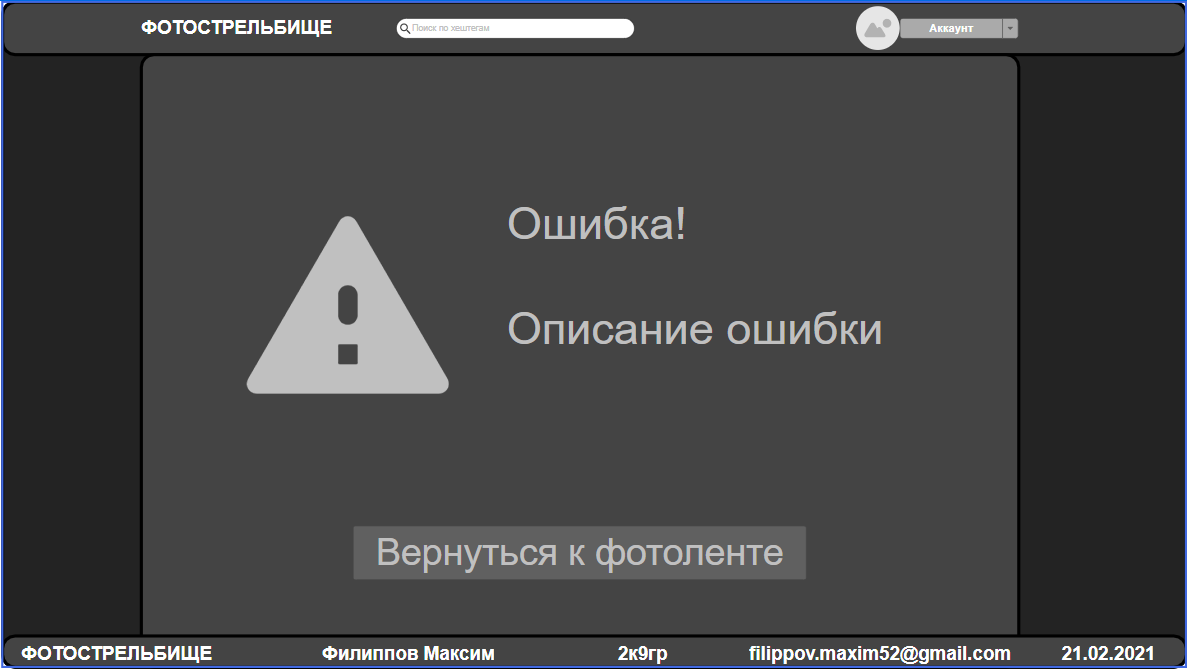 ФОТОСТРЕЛЬБИЩЕ
Поиск по хештегам
Аккаунт
Ошибка!
Описание ошибки
Вернуться к фотоленте
ФОТОСТРЕЛЬБИЩЕ Филиппов Максим 2к9гр filippov.maxim52@gmail.com 21.02.2021